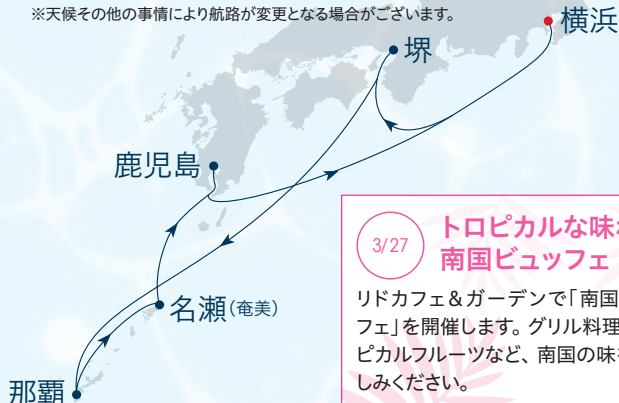 ※天候その他の事情により航路が変更となる場合がございます。
横浜
堺
鹿児島
3/27
トロピカルな味
南国ビュッフェ
リドカフェ&ガーデンで「南国
フェ」を開催します。グリル料理
ピカルフルーツなど、南国の味
しみください。
名瀬(奄美)
那覇